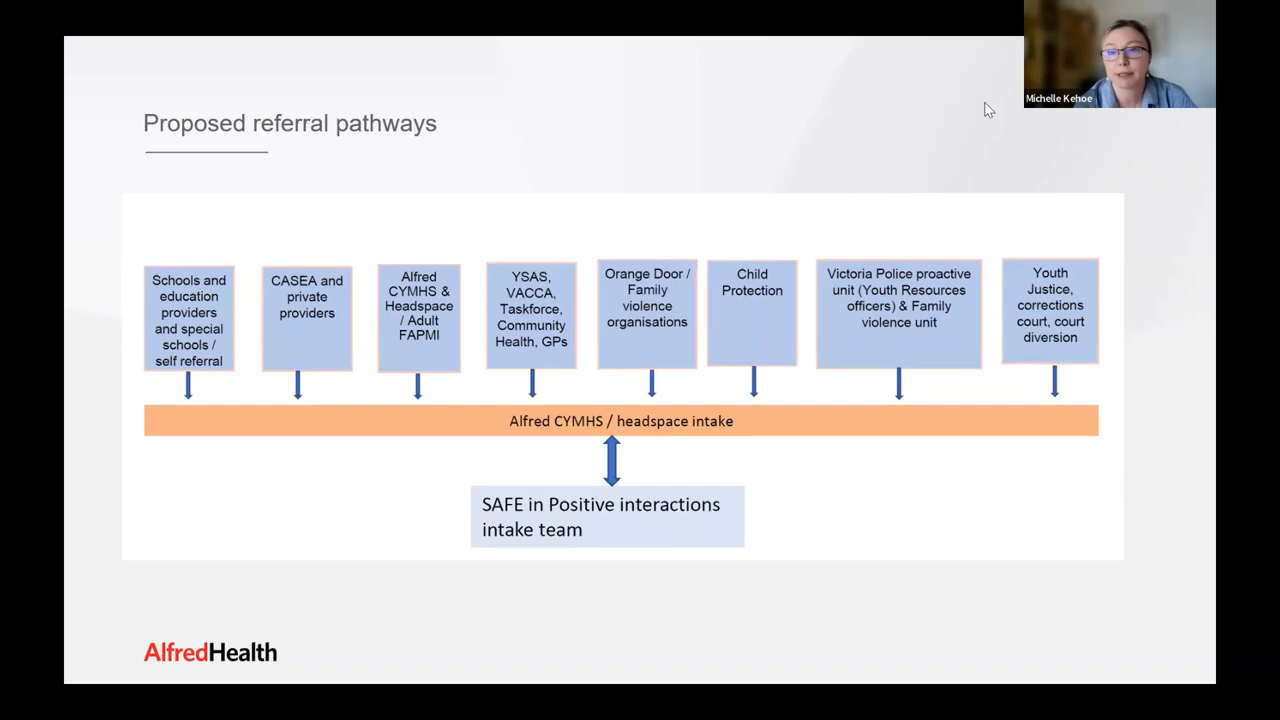 Michelle Kehoe
Proposed referral pathways
Schools and
education
providers
and special
schools /
self referral
CASEA and
private
providers
Alfred
CYMHS &
Headspace
/ Adult
FAPMI
YSAS,
VACCA,
Taskforce,
Community
Health, GPs
Orange Door /
Family
violence
organisations
Child
Protection
Victoria Police proactive
unit (Youth Resources
officers) & Family
violence unit
Youth
Justice,
corrections
court, court
diversion
Alfred CYMHS / headspace intake
SAFE in Positive interactions
intake team
AlfredHealth